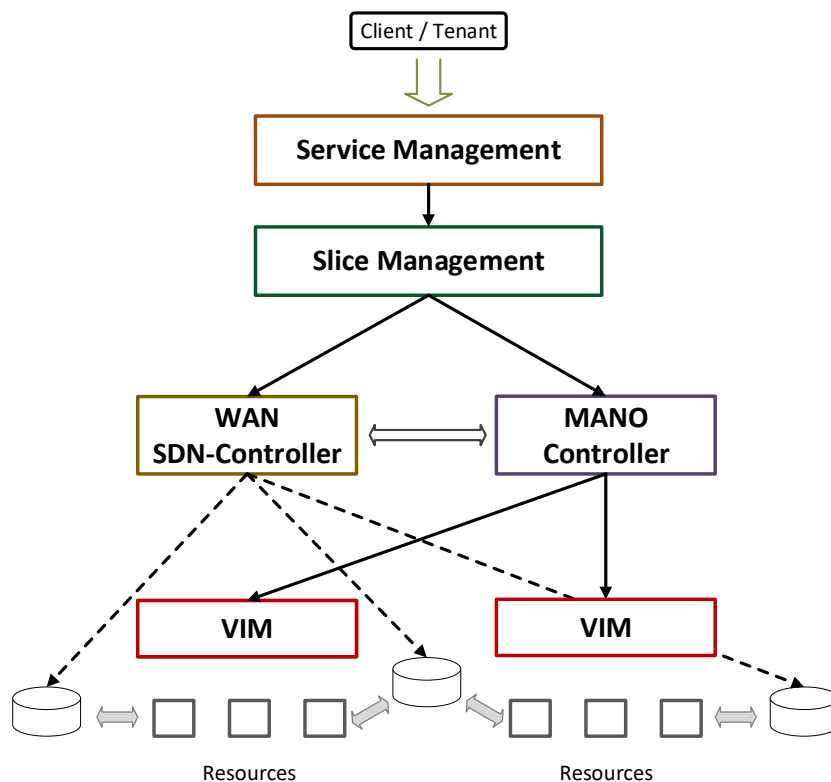 Client / Tenant
Service Management
Slice Management
WAN
SDN-Controller
MANO
Controller
VIM
VIM
Resources
Resources